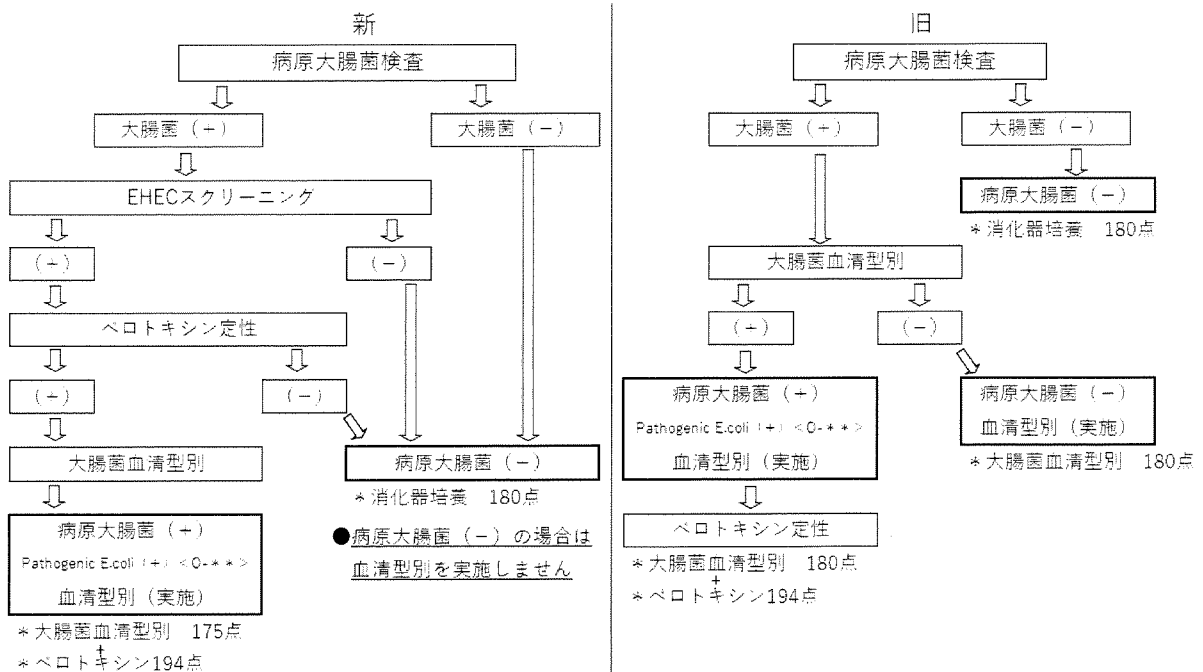 新
病原大腸菌検査
大腸菌（+）
大腸菌（-）
EHECスクリーニング
（+）
（-）
ベロトキシン定性
（+）
（-）
大腸菌血清型別
病原大腸菌（-）
＊消化器培養　180点
●病原大腸菌（-）の場合は
血清型別を実施しません
病原大腸菌（+）
Pathogenic E.coli（+）<O-＊＊>
血清型別（実施）
＊大腸菌血清型別　175点
+
＊ベロトキシン194点
旧
病原大腸菌検査
大腸菌（+）
大腸菌（-）
病原大腸菌（-）
＊消化器培養　180点
大腸菌血清型別
（+）
（-）
病原大腸菌（+）
Pathogenic E.coli（+）<O-＊＊>
血清型別（実施）
病原大腸菌（-）
血清型別（実施）
＊大腸菌血清型別　180点
ベロトキシン定性
＊大腸菌血清型別　180点
+
＊ベロトキシン194点